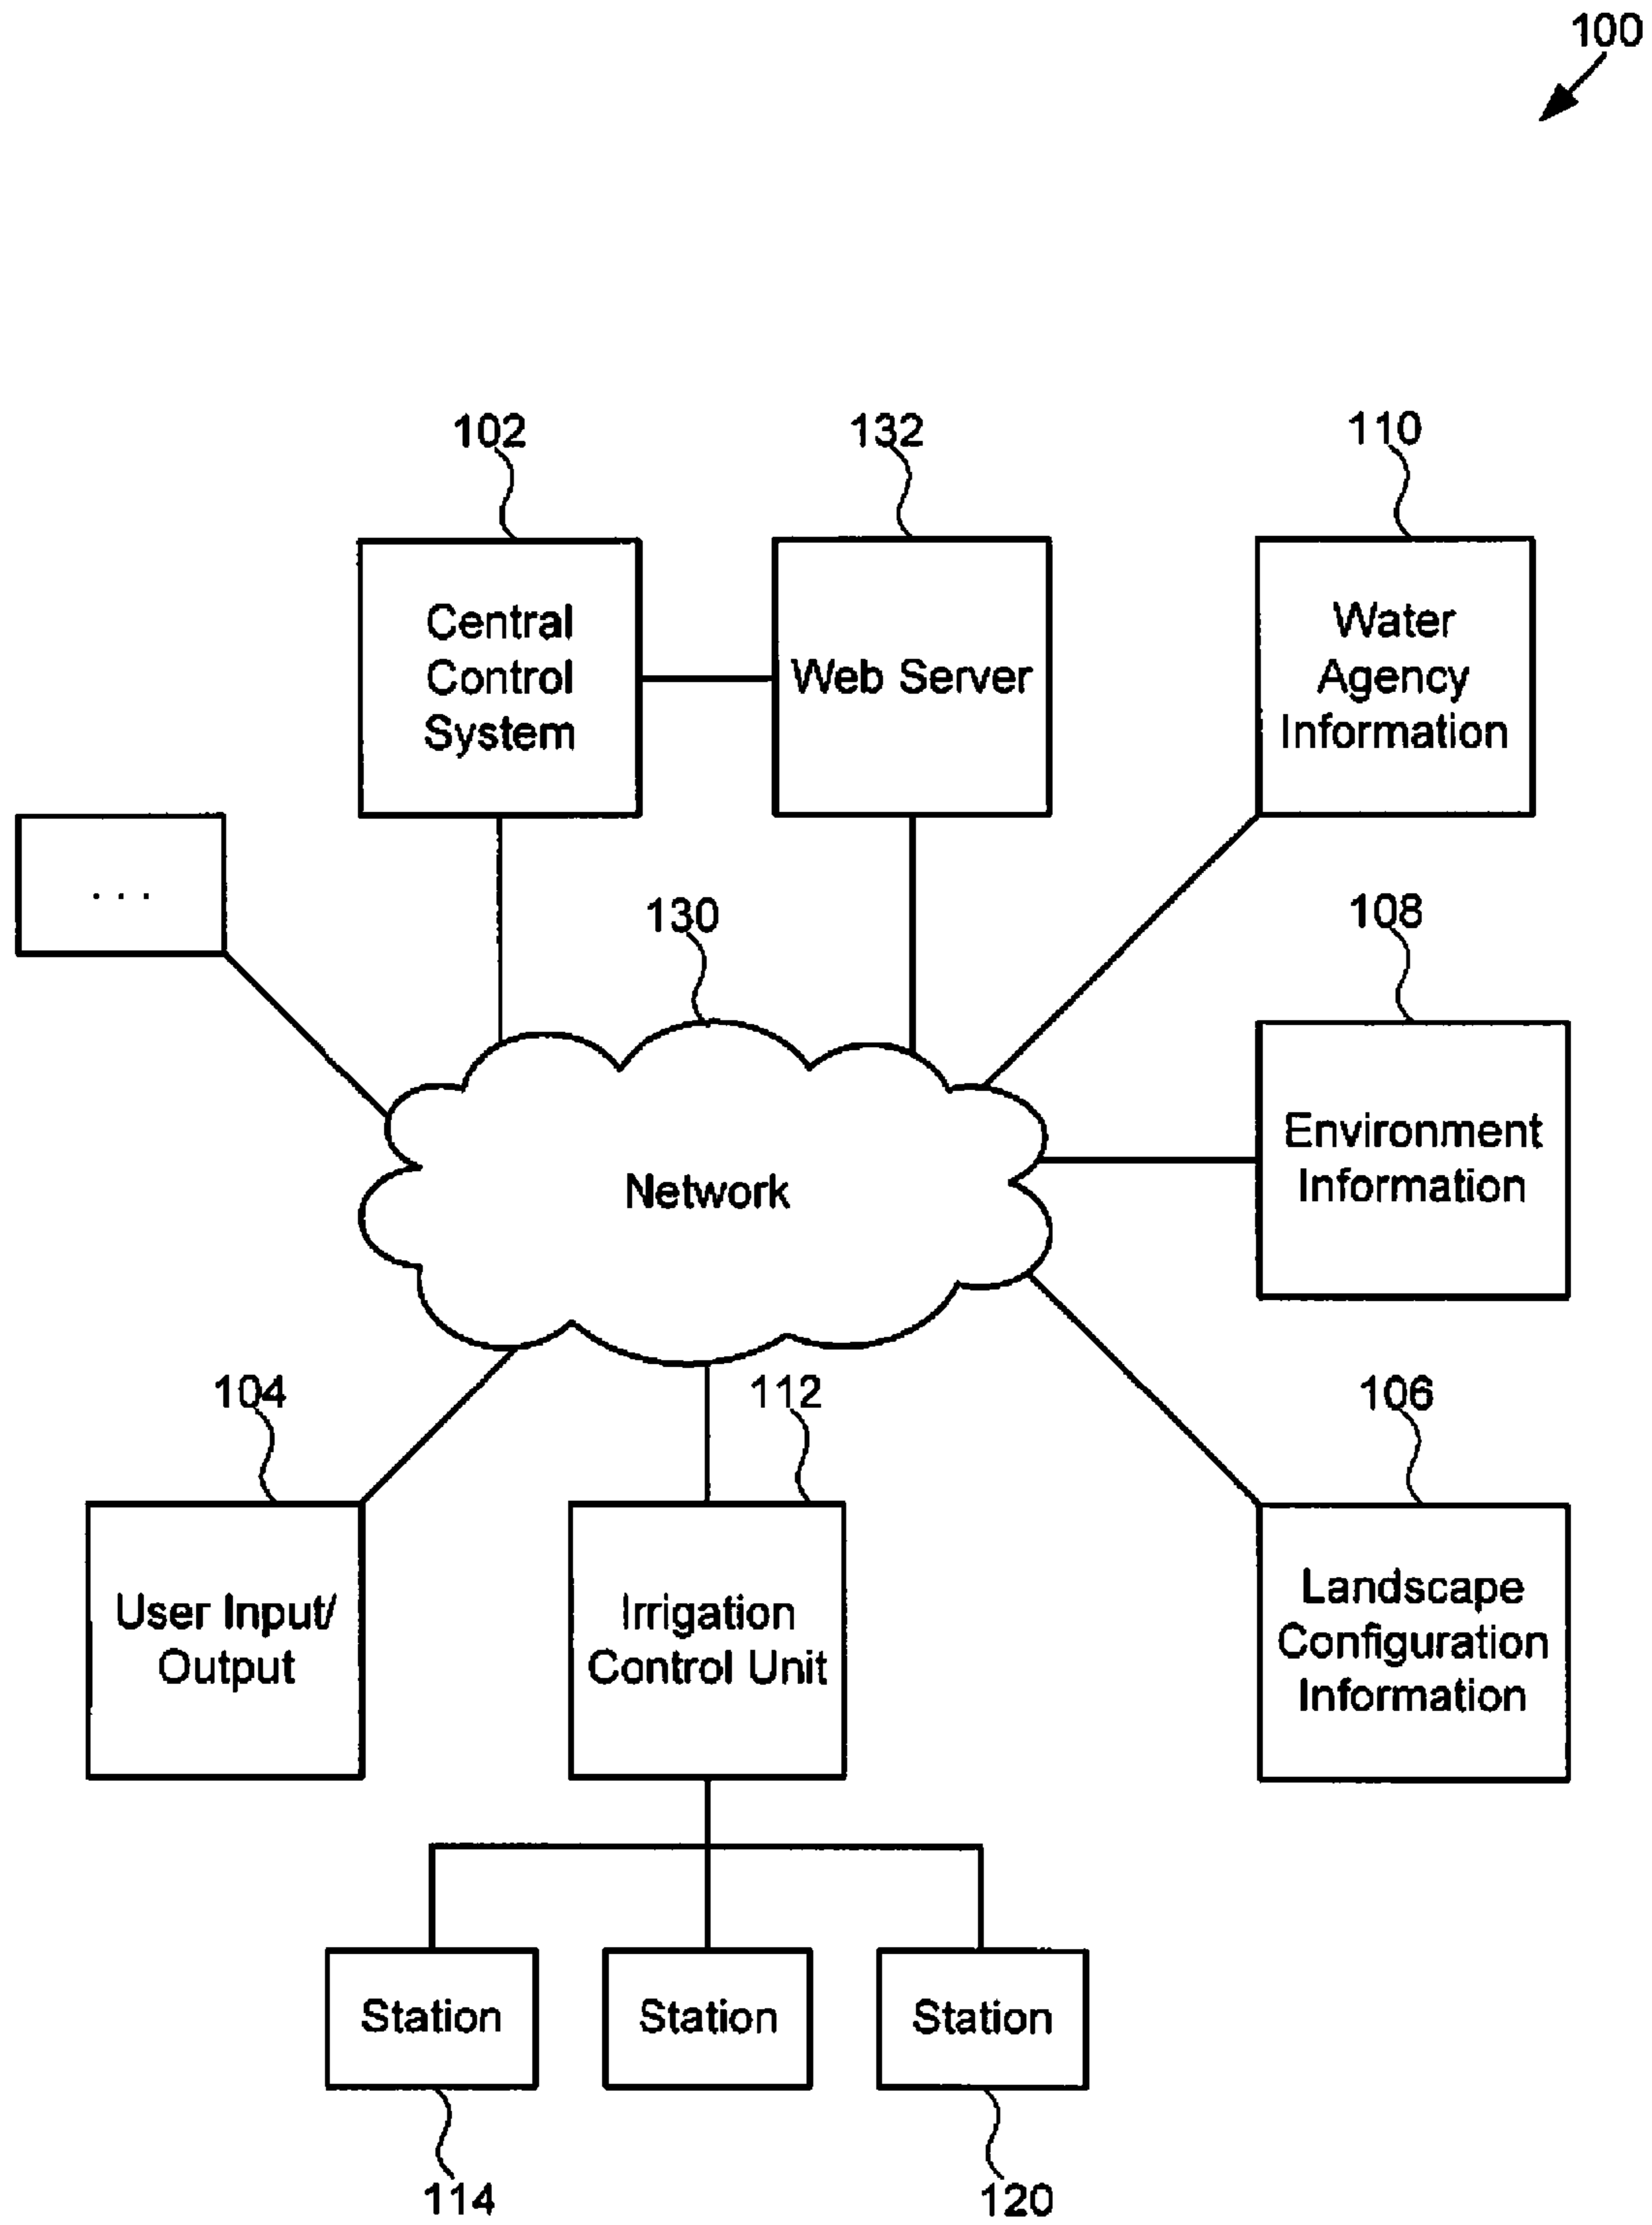 100
102
132
110
Central
Control
System
Web Server
Water
Agency
Information
. . .
130
108
Network
Environment
Information
104
112
106
User Input/
Output
Irrigation
Control Unit
Landscape
Configuration
Information
Station
Station
Station
114
120